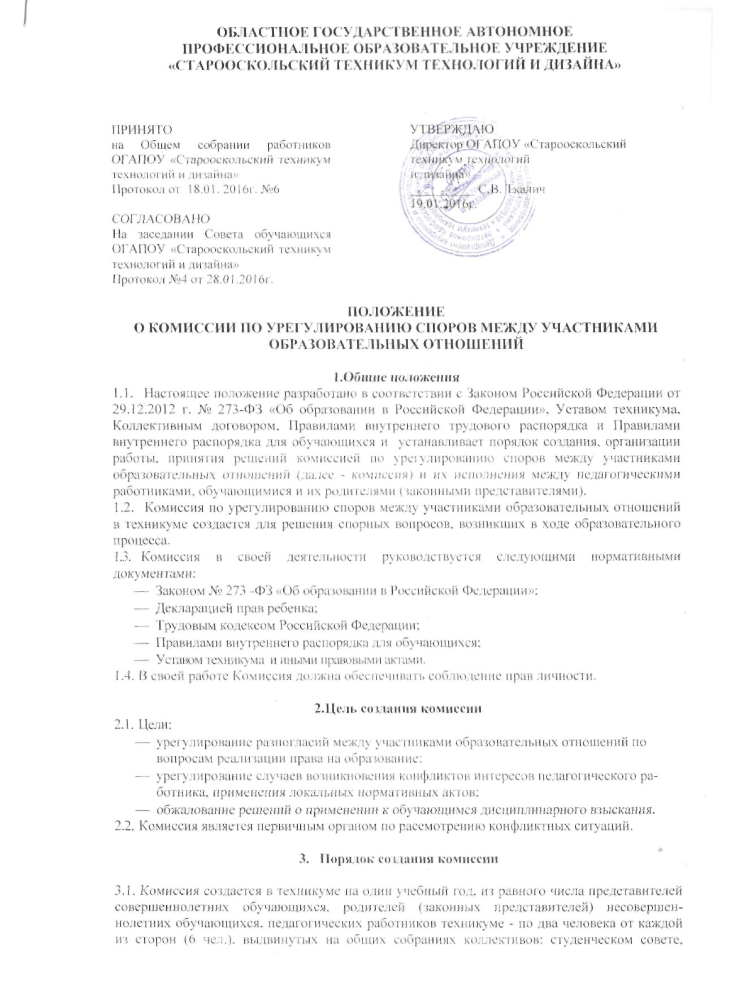 ОБЛАСТНОЕ ГОСУДАРСТВЕННОЕ АВТОНОМНОЕ
ПРОФЕССИОНАЛЬНОЕ ОБРАЗОВАТЕЛЬНОЕ УЧРЕЖДЕНИЕ
«СТАРООСКОЛЬСКИЙ ТЕХНИКУМ ТЕХНОЛОГИЙ И ДИЗАЙНА»
ПРИНЯТО
на Общем собрании работников
ОГАПОУ «Старооскольский техникум
технологий и дизайна»
Протокол от 18.01. 2016г. №6
СОГЛАСОВАНО
На заседании Совета обучающихся
ОГАПОУ «Старооскольский техникум
технологий и дизайна»
Протокол №4 от 28.01.2016г.
УТВЕРЖДАЮ
Директор ОГАПОУ «Старооскольский
техникум технологий
и дизайна»
С.В. Ткалич
19.01.2016г.
ПОЛОЖЕНИЕ
О КОМИССИИ ПО УРЕГУЛИРОВАНИЮ СПОРОВ МЕЖДУ УЧАСТНИКАМИ
ОБРАЗОВАТЕЛЬНЫХ ОТНОШЕНИЙ
1.Общие положения
1.1. Настоящее положение разработано в соответствии с Законом Российской Федерации от
29.12.2012 г. № 273-ФЗ «Об образовании в Российской Федерации», Уставом техникума,
Коллективным договором, Правилами внутреннего трудового распорядка и Правилами
внутреннего распорядка для обучающихся и устанавливает порядок создания, организации
работы, принятия решений комиссией по урегулированию споров между участниками
образовательных отношений (далее - комиссия) и их исполнения между педагогическими
работниками, обучающимися и их родителями (законными представителями).
1.2. Комиссия по урегулированию споров между участниками образовательных отношений
в техникуме создается для решения спорных вопросов, возникших в ходе образовательного
процесса.
1.3. Комиссия в своей деятельности руководствуется следующими нормативными
документами:
— Законом № 273 -ФЗ «Об образовании в Российской Федерации»;
— Декларацией прав ребенка;
— Трудовым кодексом Российской Федерации;
— Правилами внутреннего распорядка для обучающихся;
— Уставом техникума и иными правовыми актами.
1.4. В своей работе Комиссия должна обеспечивать соблюдение прав личности.
2.Цель создания комиссии
2.1. Цели:
— урегулирование разногласий между участниками образовательных отношений по
вопросам реализации права на образование;
— урегулирование случаев возникновения конфликтов интересов педагогического ра-
ботника, применения локальных нормативных актов;
— обжалование решений о применении к обучающимся дисциплинарного взыскания.
2.2. Комиссия является первичным органом по рассмотрению конфликтных ситуаций.
3. Порядок создания комиссии
3.1. Комиссия создается в техникуме на один учебный год, из равного числа представителей
совершеннолетних обучающихся, родителей (законных представителей) несовершен-
нолетних обучающихся, педагогических работников техникуме - по два человека от каждой
из сторон (6 чел.), выдвинутых на общих собраниях коллективов: студенческом совете,